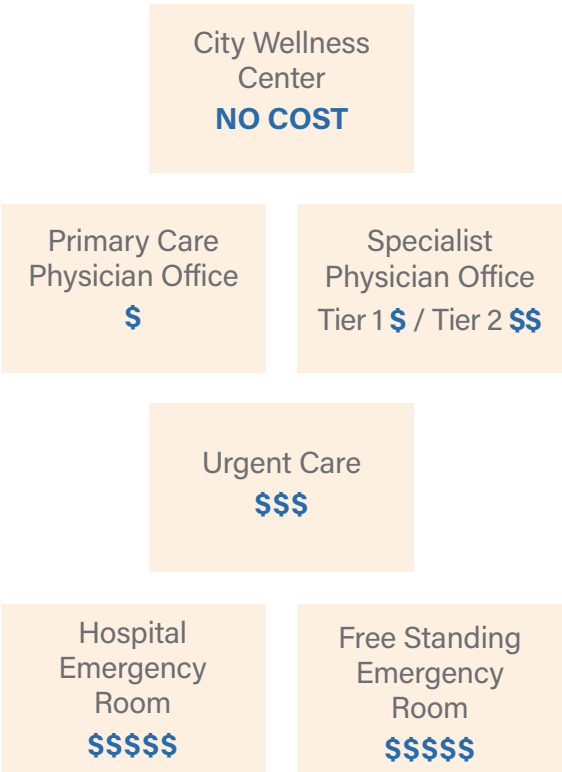 City Wellness
Center
NO COST
Primary Care
Physician Office
$
Specialist
Physician Office
Tier 1 $ / Tier 2 $$
Urgent Care
$$$
Hospital
Emergency
Room
$$$$$
Free Standing
Emergency
Room
$$$$$